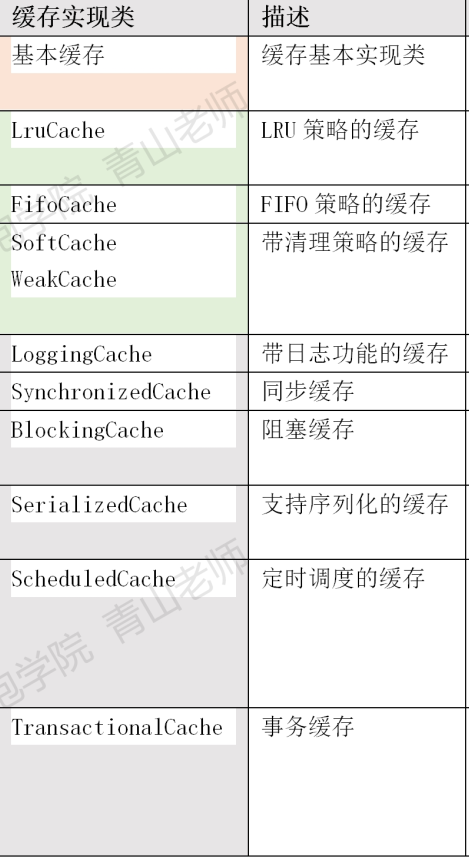 缓存实现类 描述
基本缓存 缓存基本实现类
LruCache LRU 策略的缓存
FifoCache FIFO 策略的缓存
SoftCache 带清理策略的缓存
WeakCache
LoggingCache 带日志功能的缓存
SynchronizedCache 同步缓存
BlockingCache 阻塞缓存
SerializedCache 支持序列化的缓存
ScheduledCache 定时调度的缓存
TransactionalCache 事务缓存
学院 青山老师
学院 青山老师